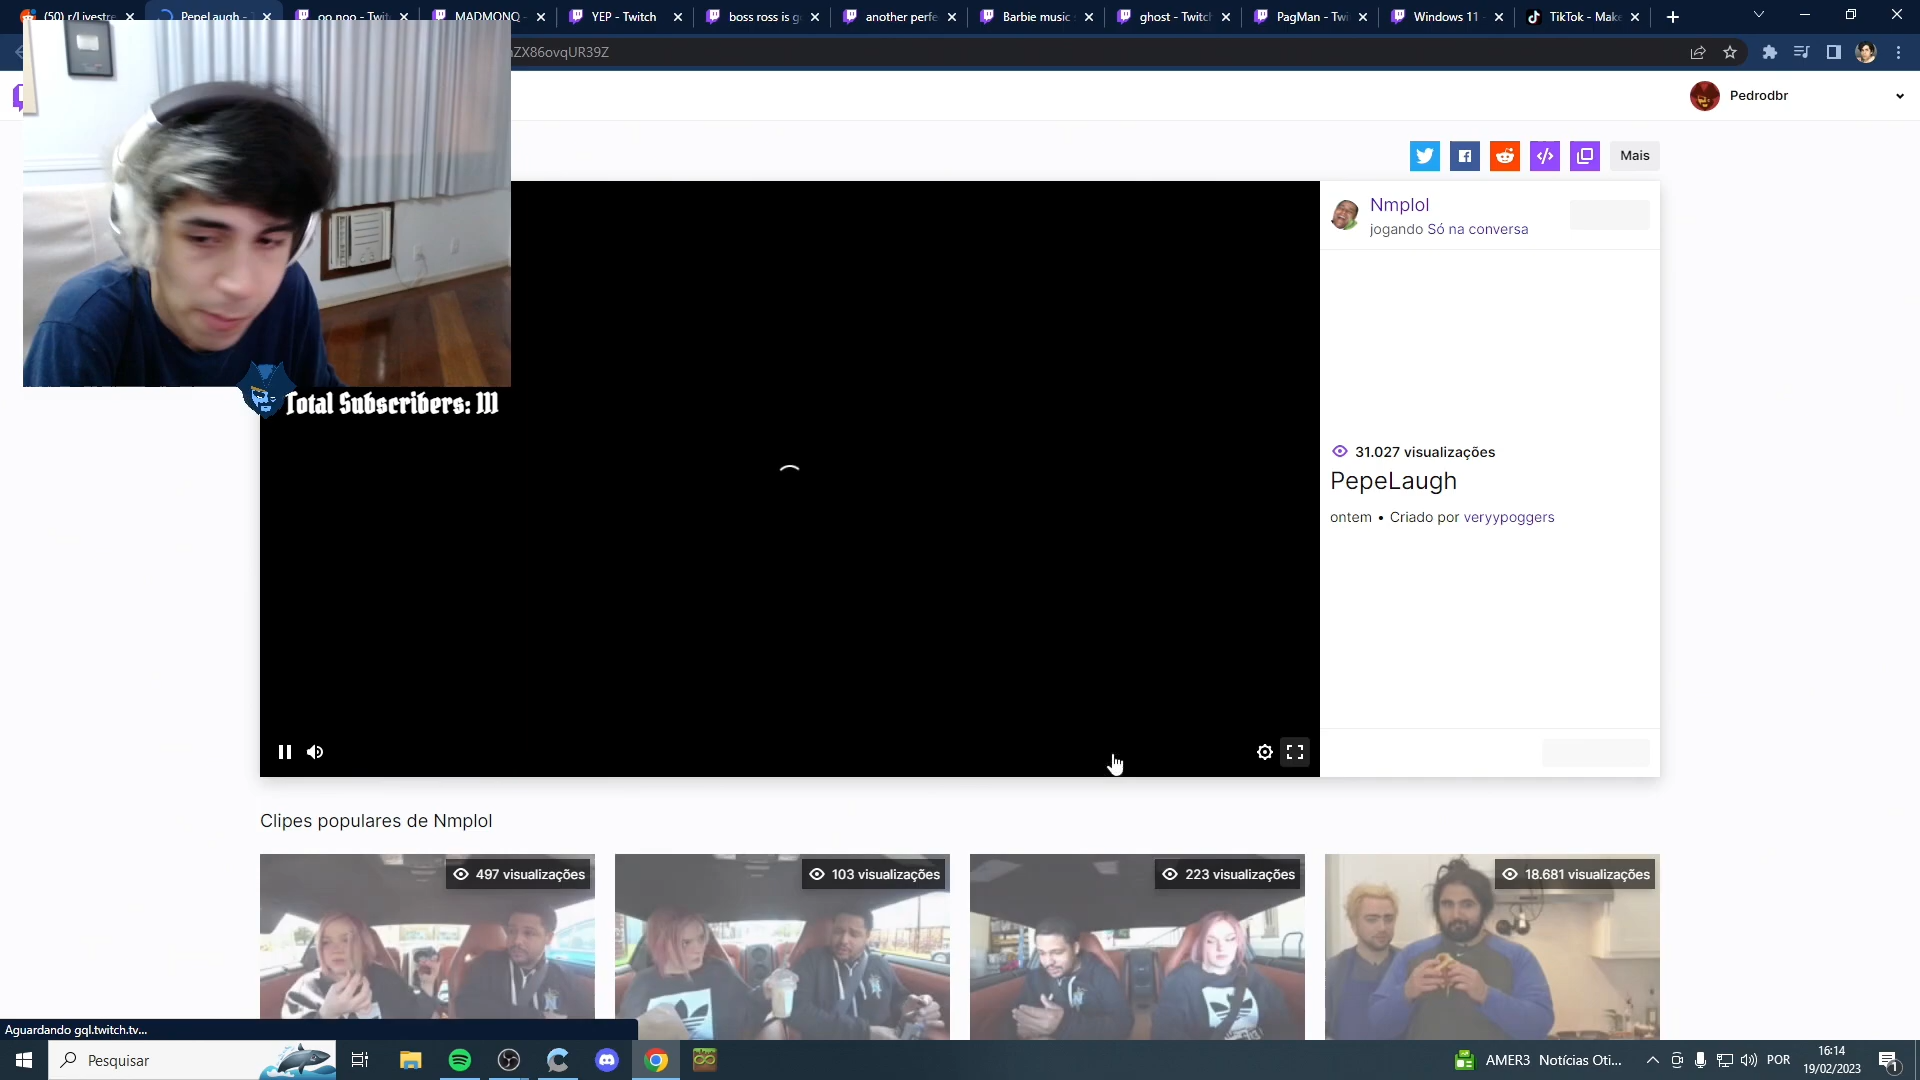 (50) r/Livestre
PepeLaugh -
oo noo - Twit
MADMONQ -
YEP - Twitch
boss ross is g
another perfe
Barbie music
ghost - Twitch
PagMan - Twi
Windows 11 -
TikTok - Make
ZX86ovqUR39Z
Pedrodbr
Mais
Nmplol
jogando Só na conversa
Total Subscribers: 111
31.027 visualizações
PepeLaugh
ontem • Criado por veryypoggers
Clipes populares de Nmplol
497 visualizações
103 visualizações
223 visualizações
18.681 visualizações
Aguardando gql.twitch.tv...
Pesquisar
AMER3 Notícias Oti...
POR
16:14
19/02/2023
1